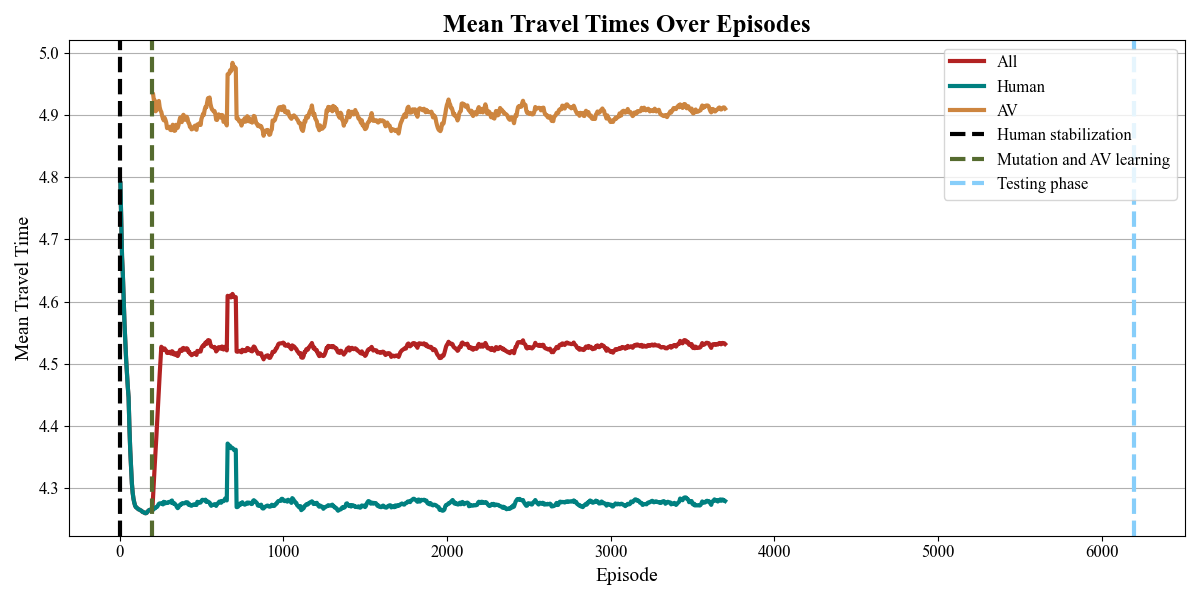 Mean Travel Times Over Episodes
Mean Travel Time
5.0
4.9
4.8
4.7
4.6
4.5
4.4
4.3
All
Human
AV
Human stabilization
Mutation and AV learning
Testing phase
0 1000 2000 3000 4000 5000 6000
Episode